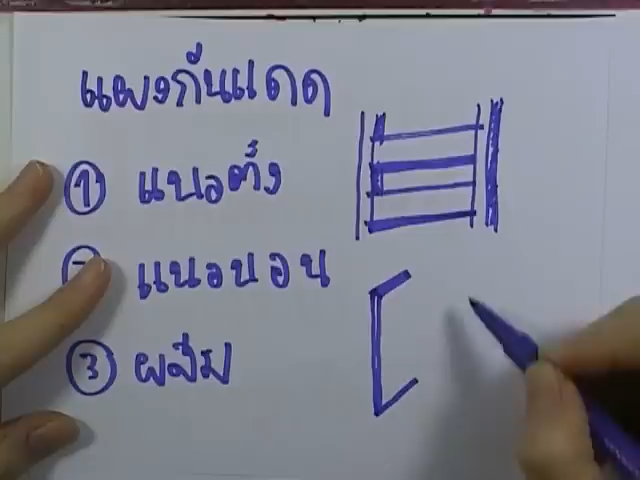 แผงกันแดด
① แนวตั้ง
แนวนอน
③ ผสม